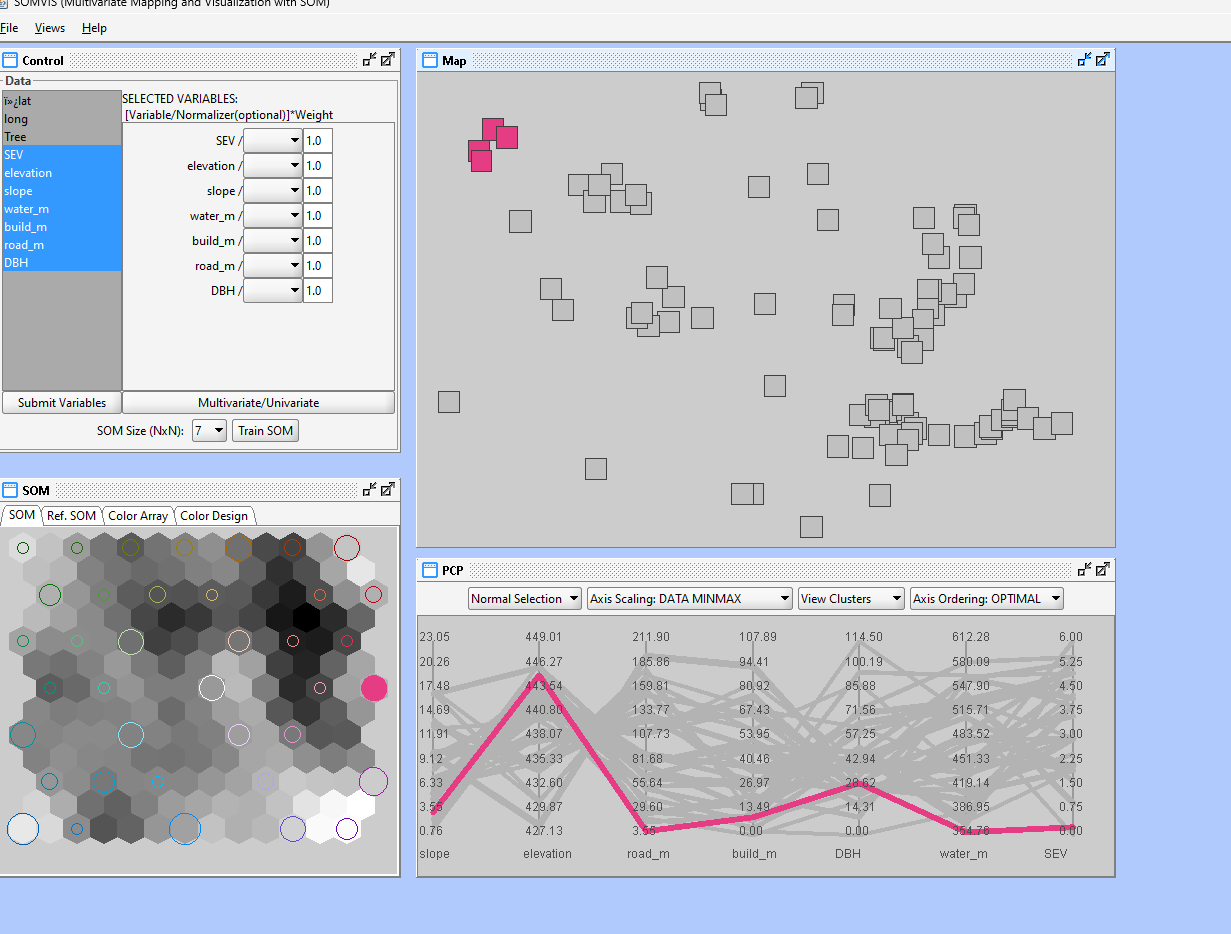 SOMVIS (Multivariate Mapping and Visualization with SOM)
File Views Help
Control
Data
ï»¿lat
long
Tree
SEV
elevation
slope
water_m
build_m
road_m
DBH
SELECTED VARIABLES:
[Variable/Normalizer(optional)]*Weight
SEV / 1.0
elevation / 1.0
slope / 1.0
water_m / 1.0
build_m / 1.0
road_m / 1.0
DBH / 1.0
Submit Variables Multivariate/Univariate
SOM Size (NxN): 7 Train SOM
Map
SOM
SOM Ref. SOM Color Array Color Design
PCP
Normal Selection Axis Scaling: DATA MINMAX View Clusters Axis Ordering: OPTIMAL
23.05 449.01 211.90 107.89 114.50 612.28 6.00
20.26 446.27 185.86 94.41 100.19 580.09 5.25
17.48 443.54 159.81 80.92 85.88 547.90 4.50
14.69 440.80 133.77 67.43 71.56 515.71 3.75
11.91 438.07 107.73 53.95 57.25 483.52 3.00
9.12 435.33 81.68 40.46 42.94 451.33 2.25
6.33 432.60 55.64 26.97 28.62 419.14 1.50
3.55 429.87 29.60 13.49 14.31 386.95 0.75
0.76 427.13 3.55 0.00 0.00 354.76 0.00
slope elevation road_m build_m DBH water_m SEV